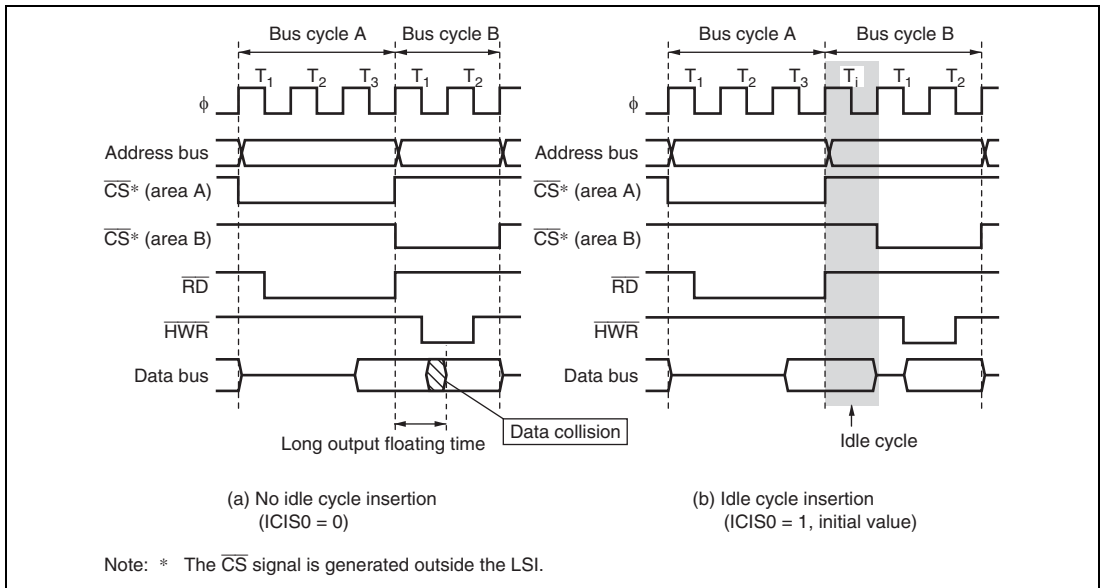 Bus cycle A Bus cycle B
T1 T2 T3 T1 T2
φ
Address bus
CS* (area A)
CS* (area B)
RD
HWR
Data bus
Long output floating time
Data collision
(a) No idle cycle insertion
(ICIS0 = 0)
Bus cycle A Bus cycle B
T1 T2 T3 Ti T1 T2
φ
Address bus
CS* (area A)
CS* (area B)
RD
HWR
Data bus
Idle cycle
(b) Idle cycle insertion
(ICIS0 = 1, initial value)
Note: * The CS signal is generated outside the LSI.